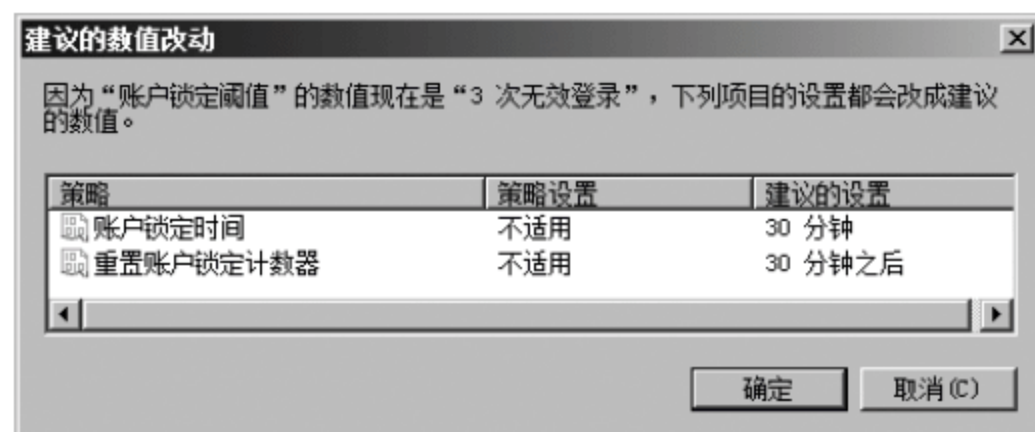 建议的数值改动
因为“账户锁定阈值”的数值现在是“3 次无效登录”，下列项目的设置都会改成建议
的数值。
策略 策略设置 建议的设置
账户锁定时间 不适用 30 分钟
重置账户锁定计数器 不适用 30 分钟之后
确定 取消(C)